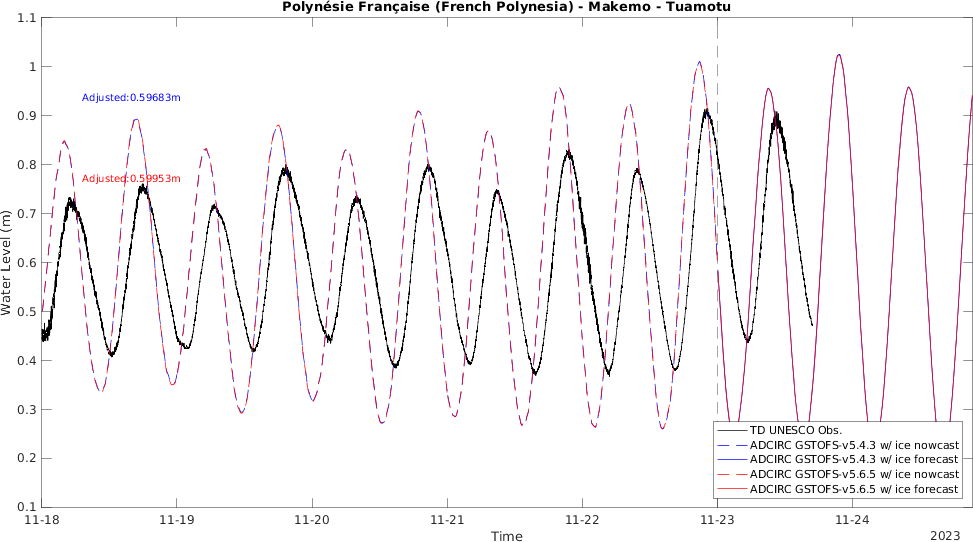 Polynésie Française (French Polynesia) - Makemo - Tuamotu
1.1
1
0.9
0.8
0.7
0.6
0.5
0.4
0.3
0.2
0.1
Water Level (m)
Adjusted:0.59683m
Adjusted:0.59953m
TD UNESCO Obs.
ADCIRC GSTOFS-v5.4.3 w/ ice nowcast
ADCIRC GSTOFS-v5.4.3 w/ ice forecast
ADCIRC GSTOFS-v5.6.5 w/ ice nowcast
ADCIRC GSTOFS-v5.6.5 w/ ice forecast
11-18 11-19 11-20 11-21 11-22 11-23 11-24
Time
2023